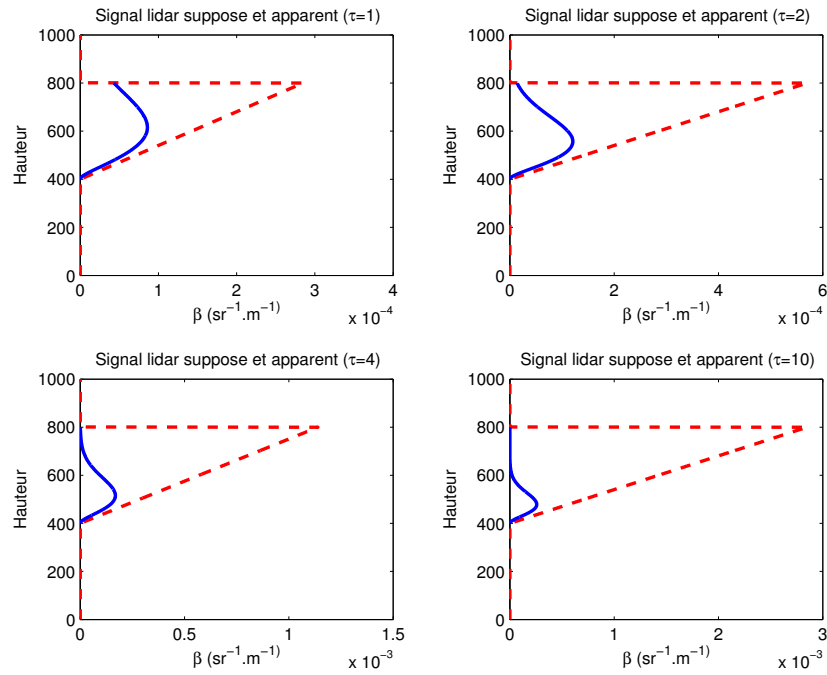 Signal lidar suppose et apparent (τ=1)
1000
800
600
400
200
0
Hauteur
0 1 2 3 4
β (sr⁻¹.m⁻¹)
x 10⁻⁴
Signal lidar suppose et apparent (τ=2)
1000
800
600
400
200
0
Hauteur
0 2 4 6
β (sr⁻¹.m⁻¹)
x 10⁻⁴
Signal lidar suppose et apparent (τ=4)
1000
800
600
400
200
0
Hauteur
0 0.5 1 1.5
β (sr⁻¹.m⁻¹)
x 10⁻³
Signal lidar suppose et apparent (τ=10)
1000
800
600
400
200
0
Hauteur
0 1 2 3
β (sr⁻¹.m⁻¹)
x 10⁻³